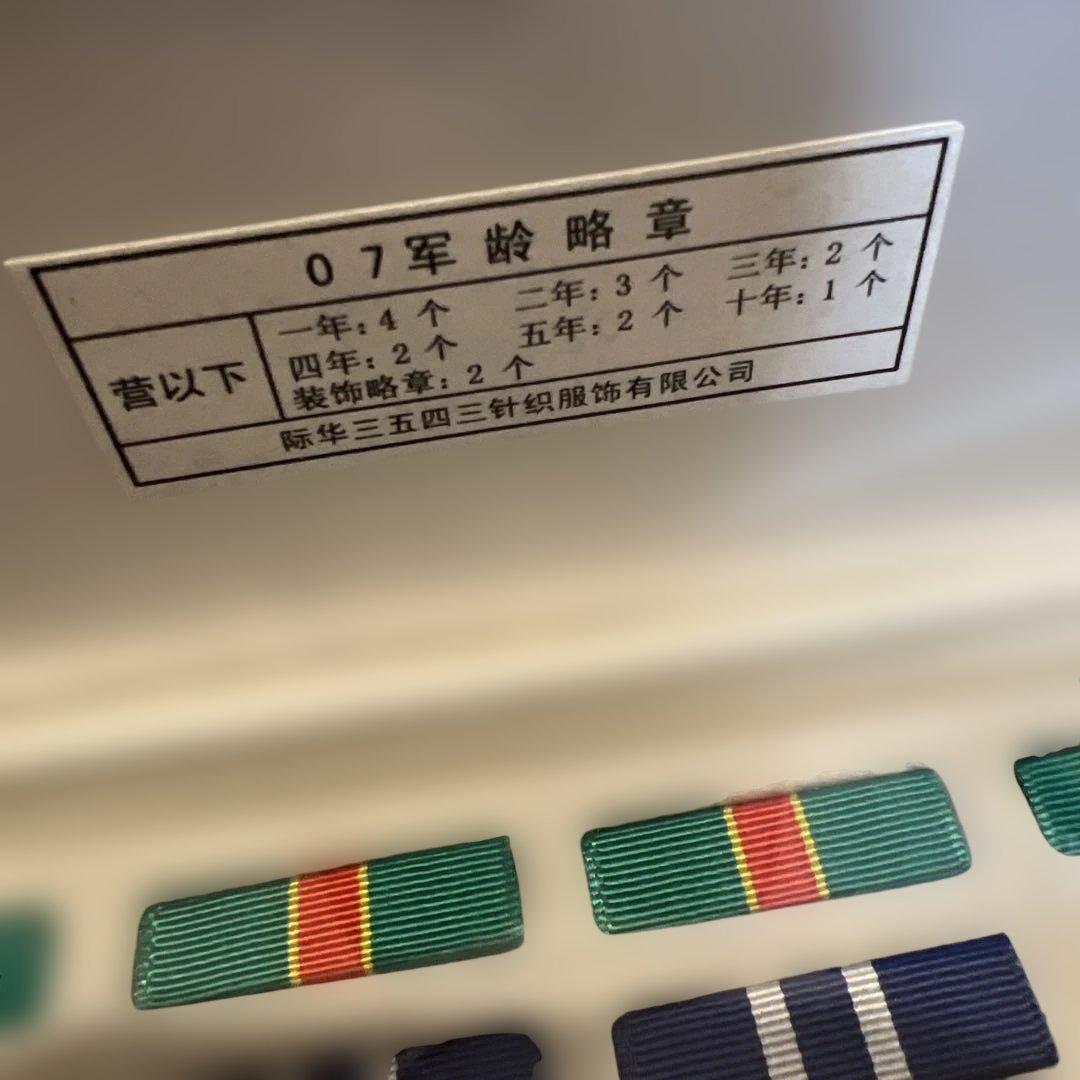 07军龄略章
营以下
一年：4 个 二年：3 个 三年：2 个
四年：2 个 五年：2 个 十年：1 个
装饰略章：2 个
际华三五四三针织服饰有限公司